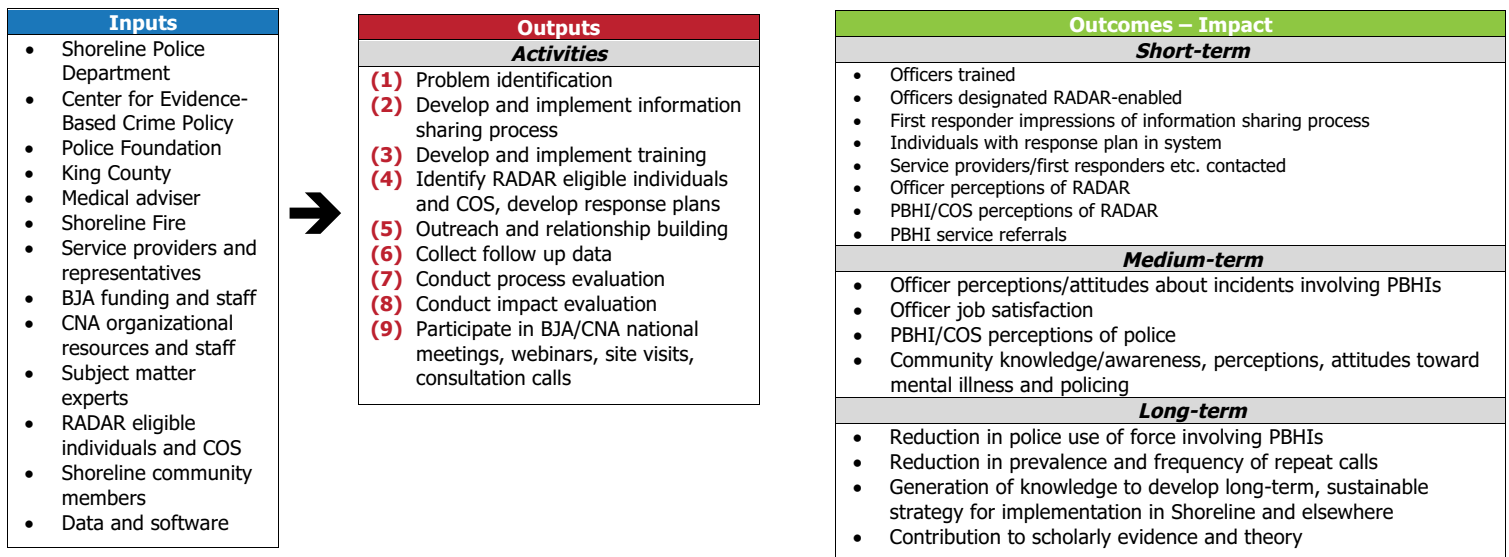 Inputs
• Shoreline Police
Department
• Center for Evidence-
Based Crime Policy
• Police Foundation
• King County
• Medical adviser
• Shoreline Fire
• Service providers and
representatives
• BJA funding and staff
• CNA organizational
resources and staff
• Subject matter
experts
• RADAR eligible
individuals and COS
• Shoreline community
members
• Data and software
Outputs
Activities
(1) Problem identification
(2) Develop and implement information
sharing process
(3) Develop and implement training
(4) Identify RADAR eligible individuals
and COS, develop response plans
(5) Outreach and relationship building
(6) Collect follow up data
(7) Conduct process evaluation
(8) Conduct impact evaluation
(9) Participate in BJA/CNA national
meetings, webinars, site visits,
consultation calls
Outcomes – Impact
Short-term
• Officers trained
• Officers designated RADAR-enabled
• First responder impressions of information sharing process
• Individuals with response plan in system
• Service providers/first responders etc. contacted
• Officer perceptions of RADAR
• PBHI/COS perceptions of RADAR
• PBHI service referrals
Medium-term
• Officer perceptions/attitudes about incidents involving PBHIs
• Officer job satisfaction
• PBHI/COS perceptions of police
• Community knowledge/awareness, perceptions, attitudes toward
mental illness and policing
Long-term
• Reduction in police use of force involving PBHIs
• Reduction in prevalence and frequency of repeat calls
• Generation of knowledge to develop long-term, sustainable
strategy for implementation in Shoreline and elsewhere
• Contribution to scholarly evidence and theory